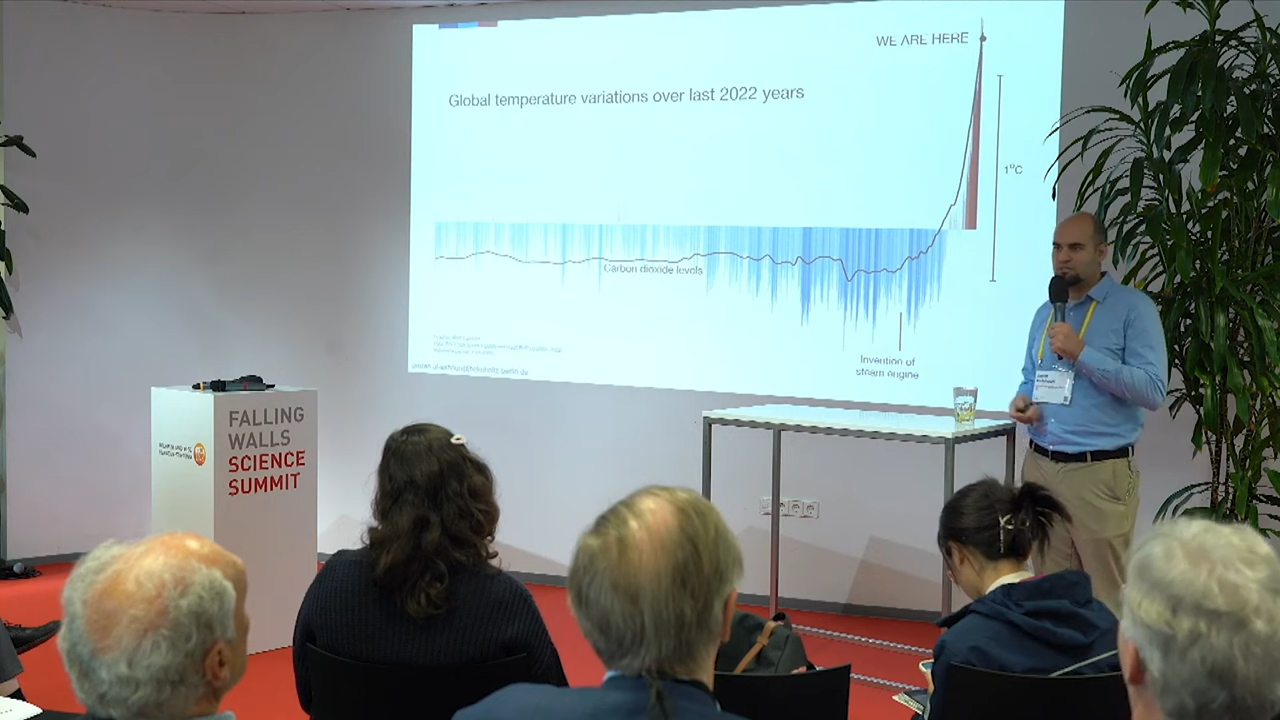 WE ARE HERE
Global temperature variations over last 2022 years
1°C
Carbon dioxide levels
Invention of
steam engine
FALLING
WALLS
SCIENCE
SUMMIT